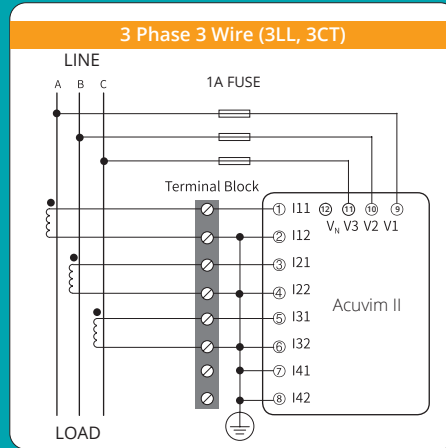 3 Phase 3 Wire (3LL, 3CT)
LINE
A B C
1A FUSE
Terminal Block
1 I11 12 11 10 9
VN V3 V2 V1
2 I12
3 I21
4 I22
Acuvim II
5 I31
6 I32
7 I41
8 I42
LOAD